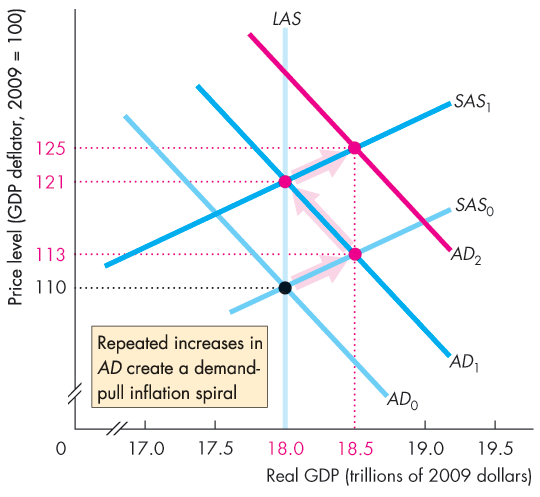 Price level (GDP deflator, 2009 = 100)
LAS
SAS1
125
121
SAS0
113
AD2
110
Repeated increases in
AD create a demand-
pull inflation spiral
AD1
AD0
0
17.0
17.5
18.0
18.5
19.0
19.5
Real GDP (trillions of 2009 dollars)